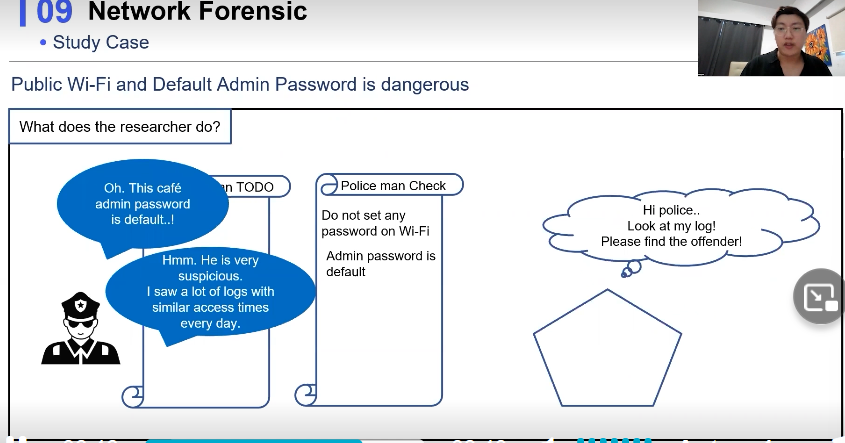 09 Network Forensic
• Study Case
Public Wi-Fi and Default Admin Password is dangerous
What does the researcher do?
Oh. This café
admin password
is default..!
TODO
Hmm. He is very
suspicious.
I saw a lot of logs with
similar access times
every day.
Police man Check
Do not set any
password on Wi-Fi
Admin password is
default
Hi police..
Look at my log!
Please find the offender!